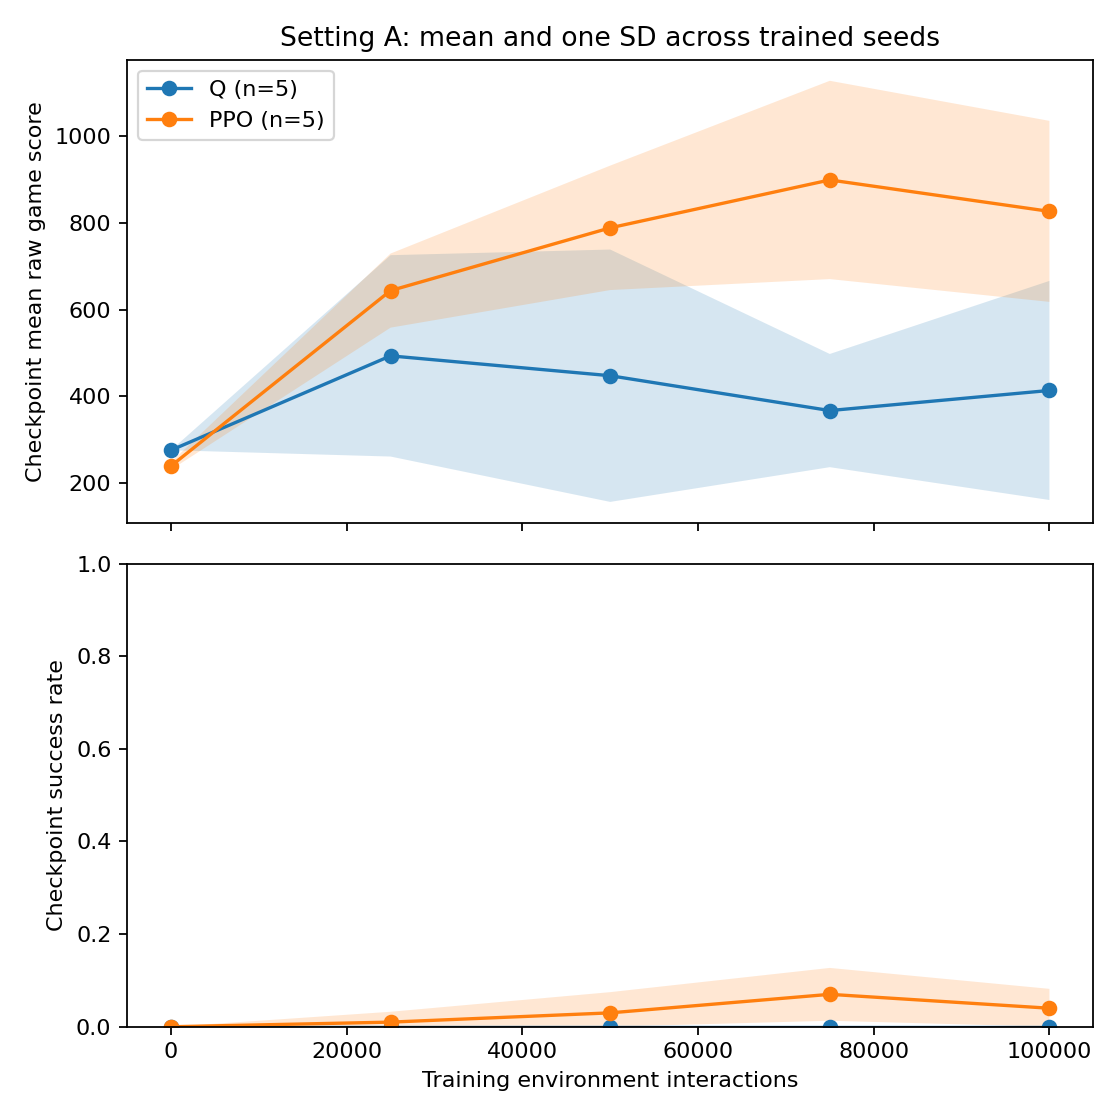 Setting A: mean and one SD across trained seeds
Checkpoint mean raw game score
1000
800
600
400
200
Q (n=5)
PPO (n=5)
Checkpoint success rate
1.0
0.8
0.6
0.4
0.2
0.0
0
20000
40000
60000
80000
100000
Training environment interactions